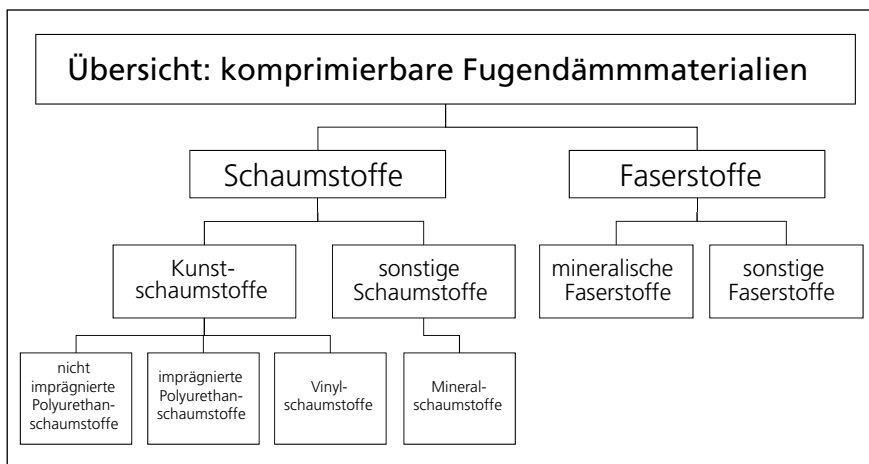 Übersicht: komprimierbare Fugendämmmaterialien
Schaumstoffe
Faserstoffe
Kunst-
schaumstoffe
sonstige
Schaumstoffe
mineralische
Faserstoffe
sonstige
Faserstoffe
nicht
imprägnierte
Polyurethan-
schaumstoffe
imprägnierte
Polyurethan-
schaumstoffe
Vinyl-
schaumstoffe
Mineral-
schaumstoffe